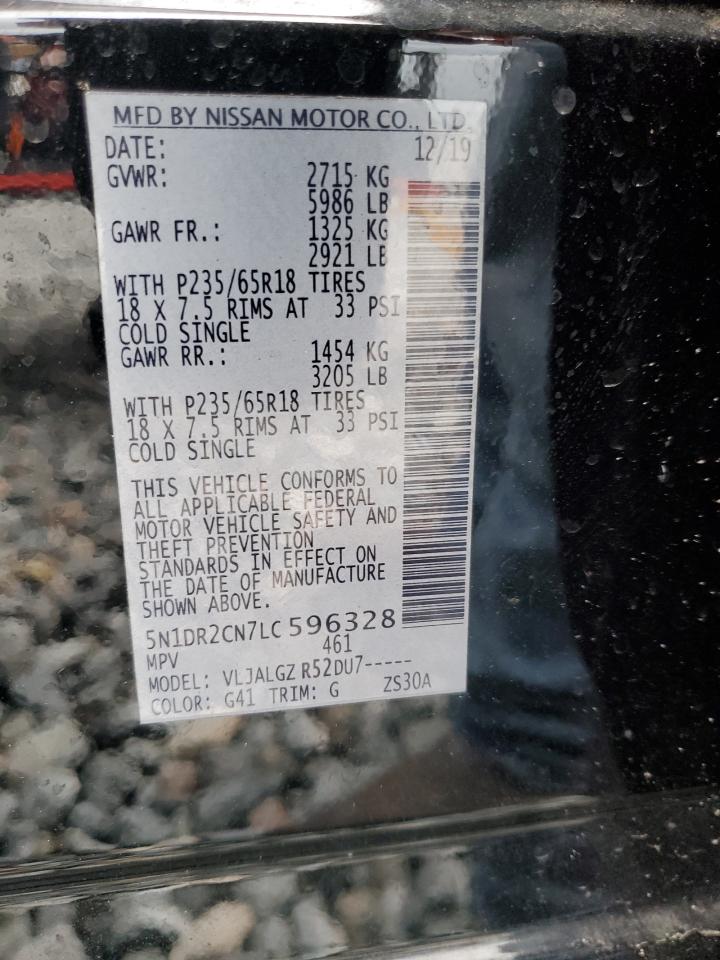 MFD BY NISSAN MOTOR CO., LTD.
DATE: 12/19
GVWR: 2715 KG
5986 LB
GAWR FR.: 1325 KG
2921 LB
WITH P235/65R18 TIRES
18 X 7.5 RIMS AT 33 PSI
COLD SINGLE
GAWR RR.: 1454 KG
3205 LB
WITH P235/65R18 TIRES
18 X 7.5 RIMS AT 33 PSI
COLD SINGLE
THIS VEHICLE CONFORMS TO
ALL APPLICABLE FEDERAL
MOTOR VEHICLE SAFETY AND
THEFT PREVENTION
STANDARDS IN EFFECT ON
THE DATE OF MANUFACTURE
SHOWN ABOVE.
5N1DR2CN7LC596328
MPV 461
MODEL: VLJALGZ R52DU7-----
COLOR: G41 TRIM: G ZS30A